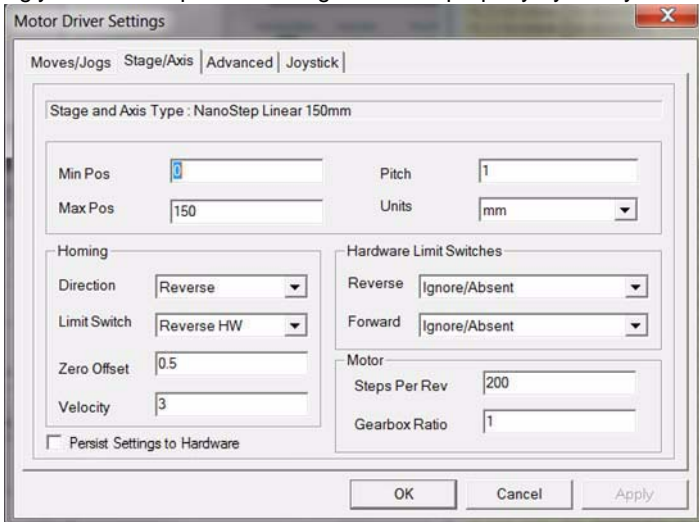 Motor Driver Settings
Moves/Jogs Stage/Axis Advanced Joystick
Stage and Axis Type : NanoStep Linear 150mm
Min Pos 0 Pitch 1
Max Pos 150 Units mm
Homing Hardware Limit Switches
Direction Reverse Reverse Ignore/Absent
Limit Switch Reverse HW Forward Ignore/Absent
Zero Offset 0.5 Motor
Steps Per Rev 200
Velocity 3 Gearbox Ratio 1
Persist Settings to Hardware
OK Cancel Apply